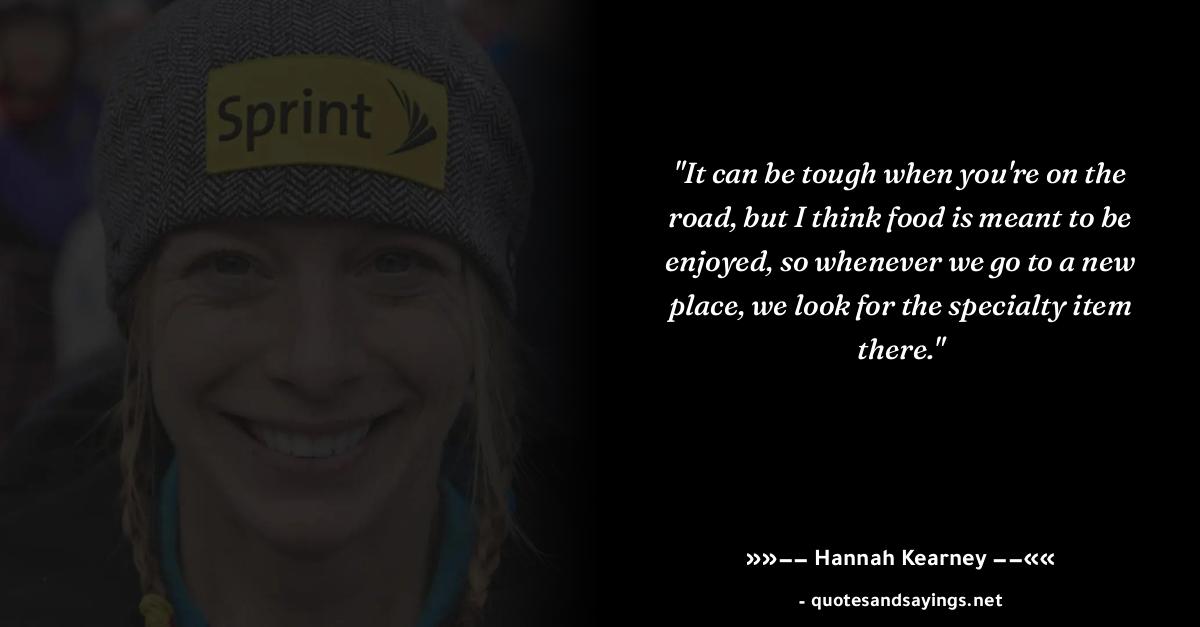 Sprint
"It can be tough when you're on the
road, but I think food is meant to be
enjoyed, so whenever we go to a new
place, we look for the specialty item
there."
»»−− Hannah Kearney −−««
- quotesandsayings.net